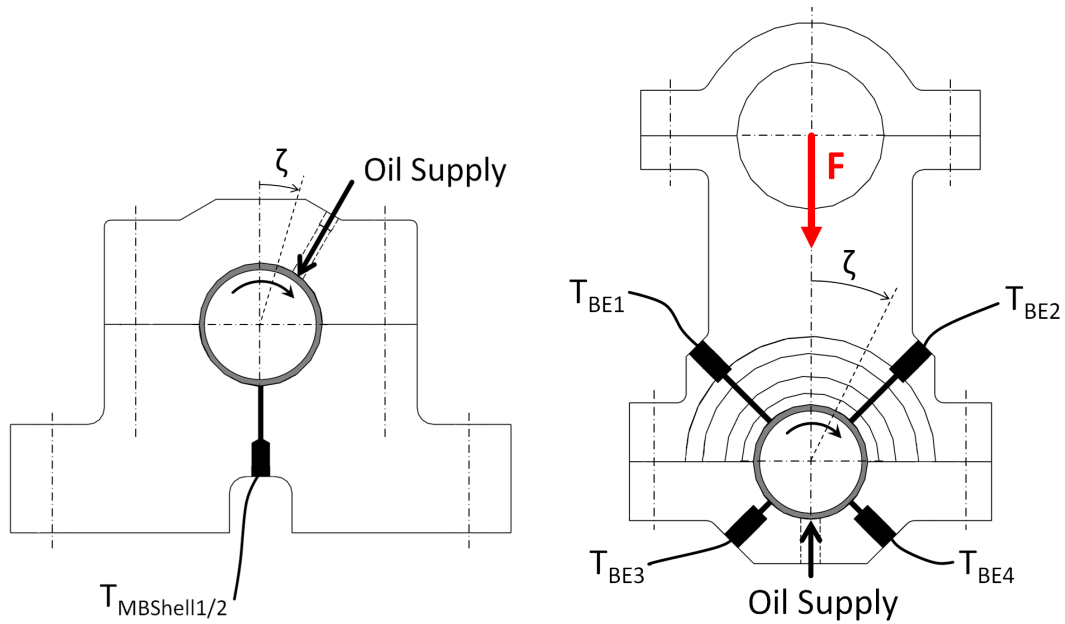 ζ
Oil Supply
T_MBShell1/2
F
ζ
T_BE1
T_BE2
T_BE3
T_BE4
Oil Supply